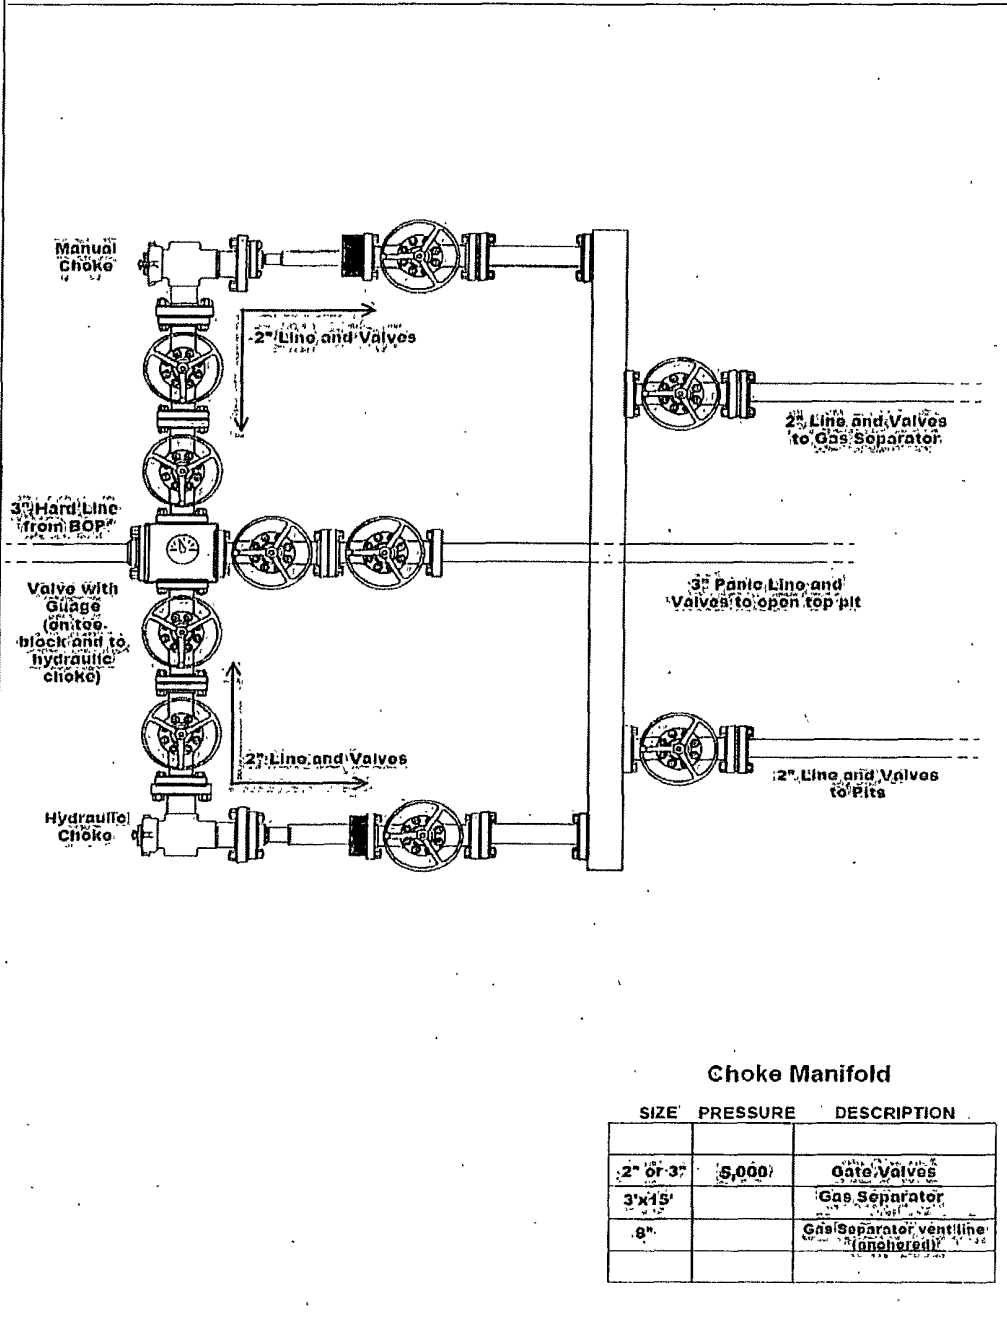 Manual
Choke
2" Line and Valves
2" Line and Valves
to Gas Separator
3" Hard Line
from BOP
3" Panic Line and
Valves to open top pit
Valve with
Guage
(on tee
block and to
hydraulic
choke)
2" Line and Valves
2" Line and Valves
to Pits
Hydraulic
Choke
Choke Manifold
SIZE PRESSURE DESCRIPTION
2" or 3" 5,000 Gate Valves
3'x15' Gas Separator
8" Gas Separator vent line
(anchored)